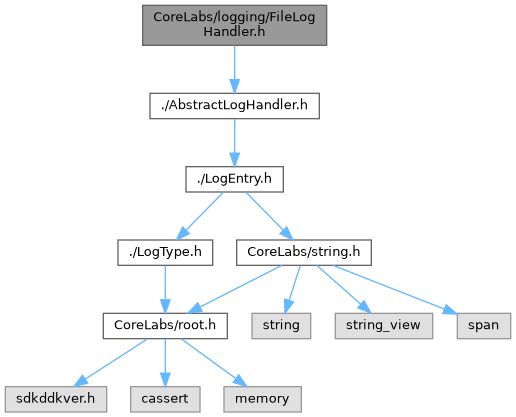 CoreLabs/logging/FileLog
Handler.h
./AbstractLogHandler.h
./LogEntry.h
./LogType.h
CoreLabs/string.h
CoreLabs/root.h
string
string_view
span
sdkddkver.h
cassert
memory